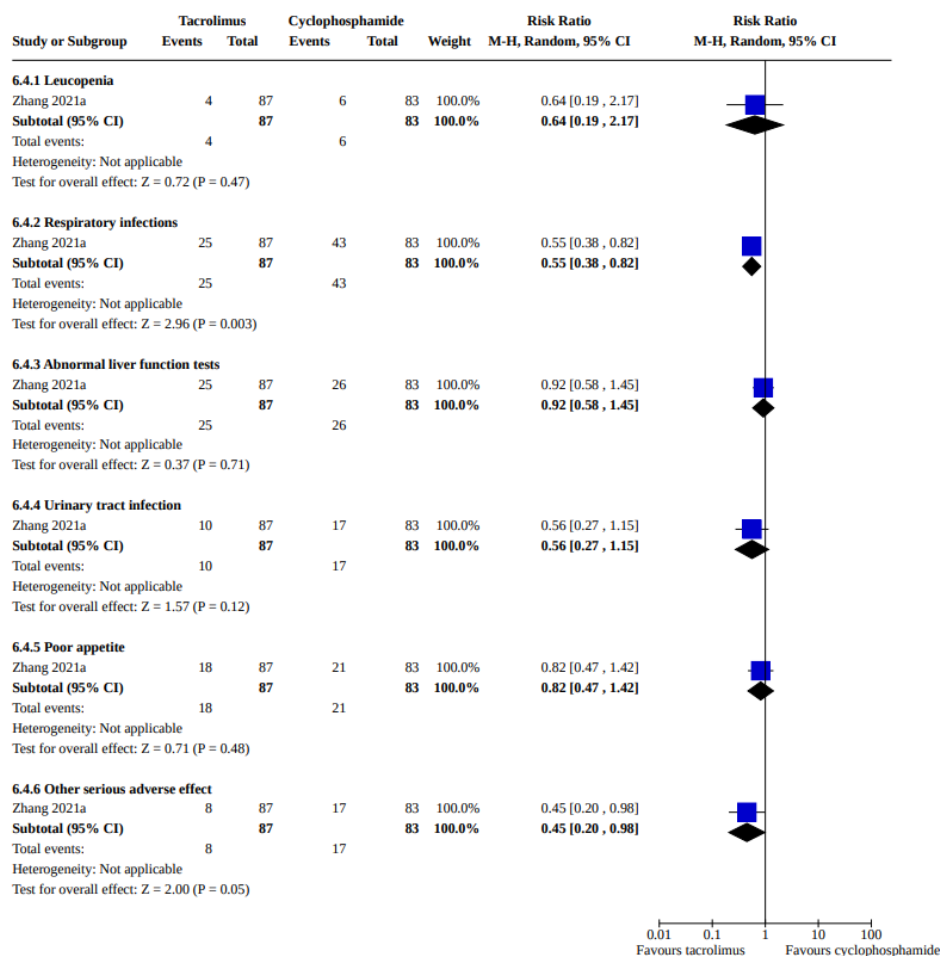 Tacrolimus Cyclophosphamide Risk Ratio Risk Ratio
Study or Subgroup Events Total Events Total Weight M-H, Random, 95% CI M-H, Random, 95% CI
6.4.1 Leucopenia
Zhang 2021a 4 87 6 83 100.0% 0.64 [0.19 , 2.17]
Subtotal (95% CI) 87 83 100.0% 0.64 [0.19 , 2.17]
Total events: 4 6
Heterogeneity: Not applicable
Test for overall effect: Z = 0.72 (P = 0.47)
6.4.2 Respiratory infections
Zhang 2021a 25 87 43 83 100.0% 0.55 [0.38 , 0.82]
Subtotal (95% CI) 87 83 100.0% 0.55 [0.38 , 0.82]
Total events: 25 43
Heterogeneity: Not applicable
Test for overall effect: Z = 2.96 (P = 0.003)
6.4.3 Abnormal liver function tests
Zhang 2021a 25 87 26 83 100.0% 0.92 [0.58 , 1.45]
Subtotal (95% CI) 87 83 100.0% 0.92 [0.58 , 1.45]
Total events: 25 26
Heterogeneity: Not applicable
Test for overall effect: Z = 0.37 (P = 0.71)
6.4.4 Urinary tract infection
Zhang 2021a 10 87 17 83 100.0% 0.56 [0.27 , 1.15]
Subtotal (95% CI) 87 83 100.0% 0.56 [0.27 , 1.15]
Total events: 10 17
Heterogeneity: Not applicable
Test for overall effect: Z = 1.57 (P = 0.12)
6.4.5 Poor appetite
Zhang 2021a 18 87 21 83 100.0% 0.82 [0.47 , 1.42]
Subtotal (95% CI) 87 83 100.0% 0.82 [0.47 , 1.42]
Total events: 18 21
Heterogeneity: Not applicable
Test for overall effect: Z = 0.71 (P = 0.48)
6.4.6 Other serious adverse effect
Zhang 2021a 8 87 17 83 100.0% 0.45 [0.20 , 0.98]
Subtotal (95% CI) 87 83 100.0% 0.45 [0.20 , 0.98]
Total events: 8 17
Heterogeneity: Not applicable
Test for overall effect: Z = 2.00 (P = 0.05)
0.01 0.1 1 10 100
Favours tacrolimus Favours cyclophosphamide